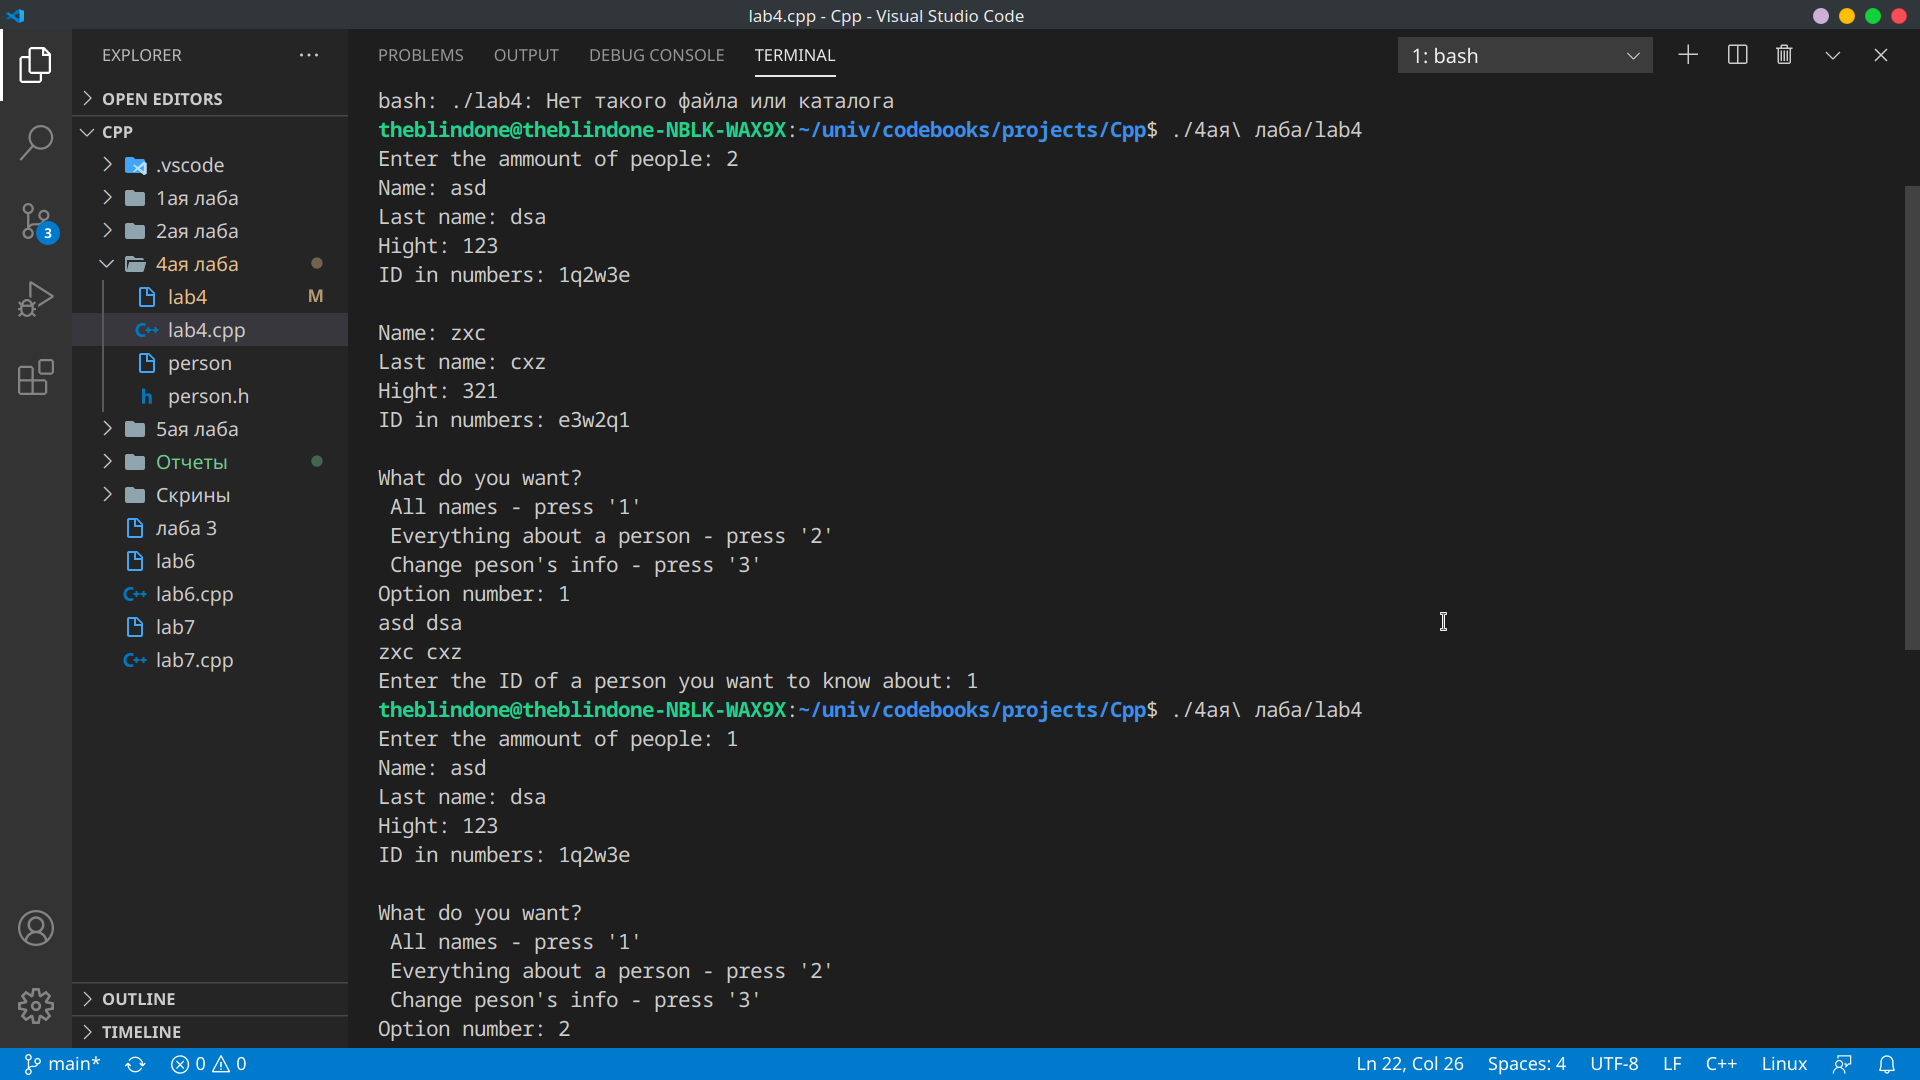 lab4.cpp - Cpp - Visual Studio Code
EXPLORER
OPEN EDITORS
CPP
.vscode
1ая лаба
2ая лаба
4ая лаба
lab4 M
lab4.cpp
person
person.h
5ая лаба
Отчеты
Скрины
лаба 3
lab6
lab6.cpp
lab7
lab7.cpp
OUTLINE
TIMELINE
3
PROBLEMS OUTPUT DEBUG CONSOLE TERMINAL 1: bash
bash: ./lab4: Нет такого файла или каталога
theblindone@theblindone-NBLK-WAX9X:~/univ/codebooks/projects/Cpp$ ./4ая\ лаба/lab4
Enter the ammount of people: 2
Name: asd
Last name: dsa
Hight: 123
ID in numbers: 1q2w3e
Name: zxc
Last name: cxz
Hight: 321
ID in numbers: e3w2q1
What do you want?
All names - press '1'
Everything about a person - press '2'
Change peson's info - press '3'
Option number: 1
asd dsa
zxc cxz
Enter the ID of a person you want to know about: 1
theblindone@theblindone-NBLK-WAX9X:~/univ/codebooks/projects/Cpp$ ./4ая\ лаба/lab4
Enter the ammount of people: 1
Name: asd
Last name: dsa
Hight: 123
ID in numbers: 1q2w3e
What do you want?
All names - press '1'
Everything about a person - press '2'
Change peson's info - press '3'
Option number: 2
main* 0 0 Ln 22, Col 26 Spaces: 4 UTF-8 LF C++ Linux